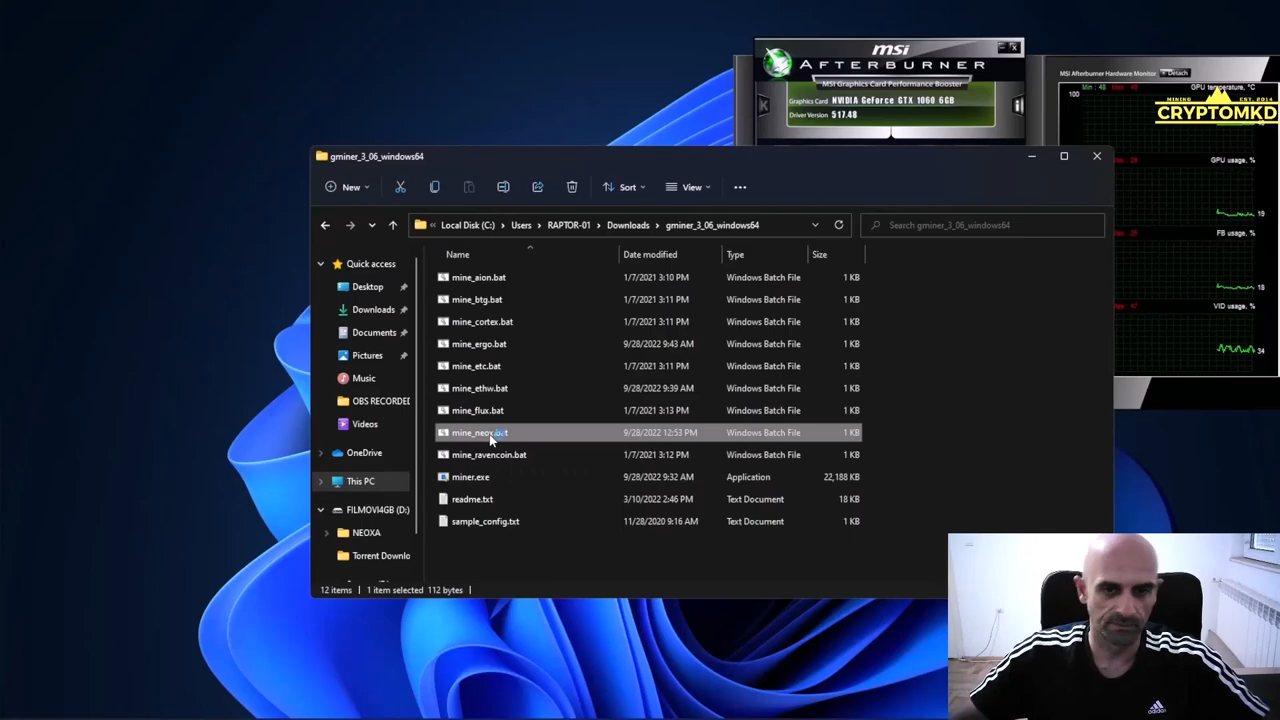 msi
AFTERBURNER
MSI Graphics Card Performance Booster
Graphics Card NVIDIA GeForce GTX 1060 6GB
Driver Version 517.48
MSI Afterburner Hardware Monitor Detach
Min : 48
GPU temperature, °C
100
MINING EST. 2014
CRYPTOMKD
GPU usage, %
19
FB usage, %
18
VID usage, %
34
gminer_3_06_windows64
New Sort View
Local Disk (C:) Users RAPTOR-01 Downloads gminer_3_06_windows64
Search gminer_3_06_windows64
Name Date modified Type Size
Quick access
Desktop
Downloads
Documents
Pictures
Music
OBS RECORDED
Videos
OneDrive
This PC
FILMOVI4GB (D:)
NEOXA
Torrent Downlo
mine_aion.bat 1/7/2021 3:10 PM Windows Batch File 1 KB
mine_btg.bat 1/7/2021 3:11 PM Windows Batch File 1 KB
mine_cortex.bat 1/7/2021 3:11 PM Windows Batch File 1 KB
mine_ergo.bat 9/28/2022 9:43 AM Windows Batch File 1 KB
mine_etc.bat 1/7/2021 3:11 PM Windows Batch File 1 KB
mine_ethw.bat 9/28/2022 9:39 AM Windows Batch File 1 KB
mine_flux.bat 1/7/2021 3:13 PM Windows Batch File 1 KB
mine_neox.bat 9/28/2022 12:53 PM Windows Batch File 1 KB
mine_ravencoin.bat 1/7/2021 3:12 PM Windows Batch File 1 KB
miner.exe 9/28/2022 9:32 AM Application 22,188 KB
readme.txt 3/10/2022 2:46 PM Text Document 18 KB
sample_config.txt 11/28/2020 9:16 AM Text Document 1 KB
12 items 1 item selected 112 bytes
adidas